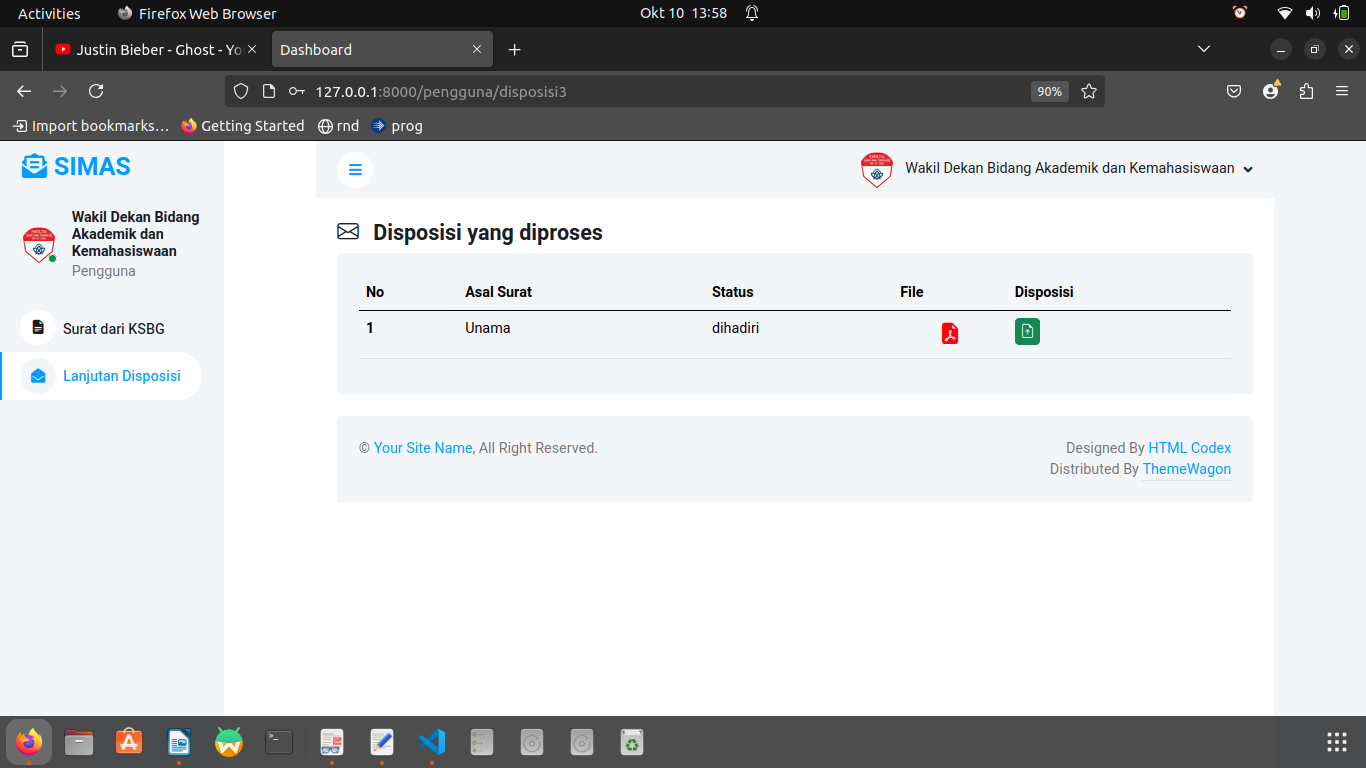 Activities
Firefox Web Browser
Okt 10 13:58
Justin Bieber - Ghost - Yo
Dashboard
127.0.0.1:8000/pengguna/disposisi3
90%
Import bookmarks…
Getting Started
rnd
prog
SIMAS
Wakil Dekan Bidang Akademik dan Kemahasiswaan
Wakil Dekan Bidang
Akademik dan
Kemahasiswaan
Pengguna
Surat dari KSBG
Lanjutan Disposisi
Disposisi yang diproses
No Asal Surat Status File Disposisi
1 Unama dihadiri
© Your Site Name, All Right Reserved.
Designed By HTML Codex
Distributed By ThemeWagon